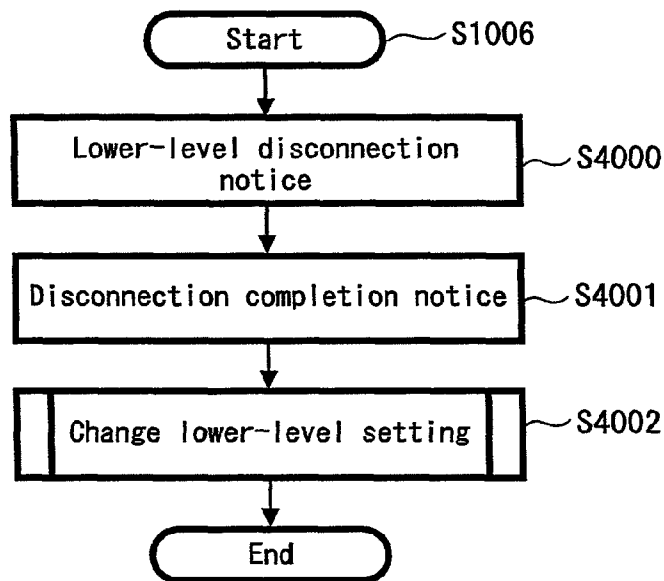 Start
S1006
Lower-level disconnection
notice
S4000
Disconnection completion notice
S4001
Change lower-level setting
S4002
End